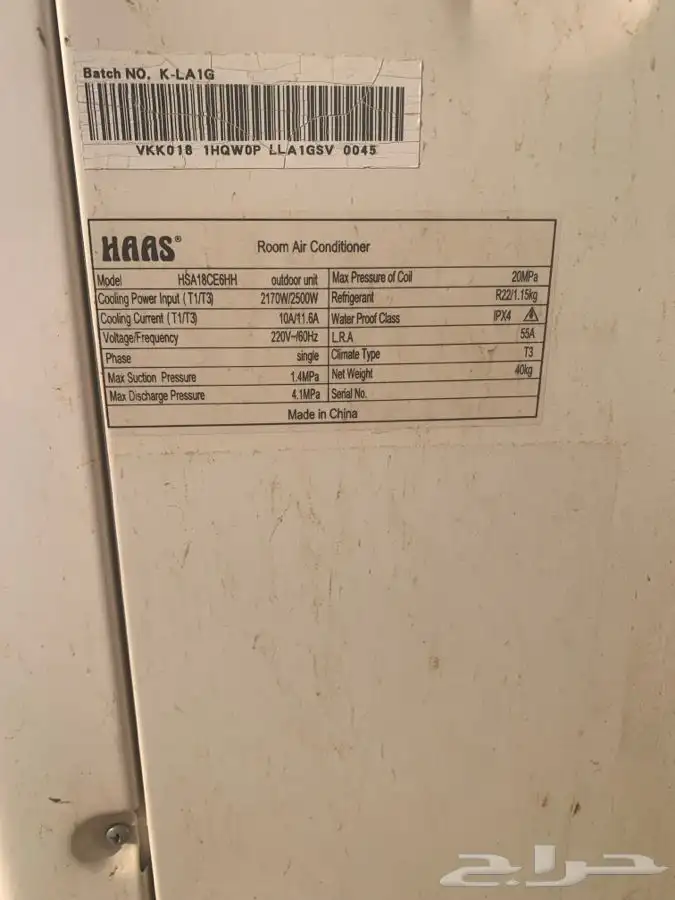 Batch NO. K-LA1G
VKK018 1HQW0P LLA1GSV 0045
HAAS® Room Air Conditioner
Model HSA18CE6HH outdoor unit Max Pressure of Coil 20MPa
Cooling Power Input (T1/T3) 2170W/2500W Refrigerant R22/1.15kg
Cooling Current (T1/T3) 10A/11.6A Water Proof Class IPX4
Voltage/Frequency 220V~/60Hz L.R.A 55A
Phase single Climate Type T3
Max Suction Pressure 1.4MPa Net Weight 40kg
Max Discharge Pressure 4.1MPa Serial No.
Made in China
حراج